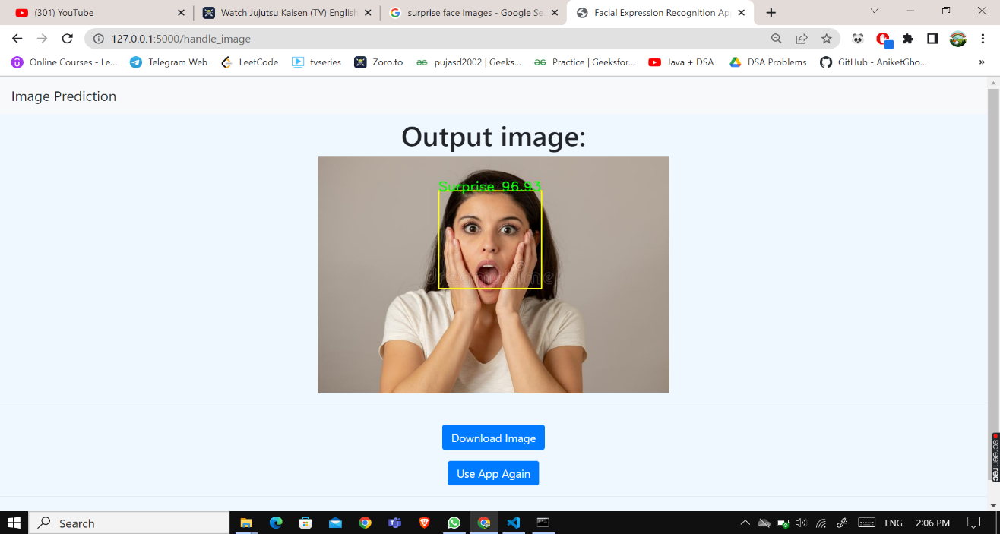 (301) YouTube
Watch Jujutsu Kaisen (TV) English
surprise face images - Google Se
Facial Expression Recognition Ap
127.0.0.1:5000/handle_image
Online Courses - Le...
Telegram Web
LeetCode
tvseries
Zoro.to
pujasd2002 | Geeks...
Practice | Geeksfor...
Java + DSA
DSA Problems
GitHub - AniketGho...
»
Image Prediction
Output image:
Surprise 96.93
dreamstime
Download Image
Use App Again
screenrec
Search
ENG
2:06 PM